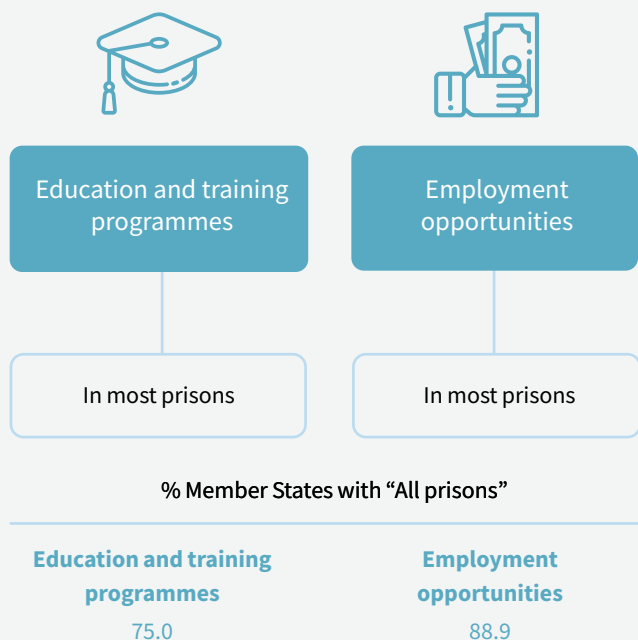 Education and training
programmes
Employment
opportunities
In most prisons
In most prisons
% Member States with “All prisons”
Education and training
programmes
75.0
Employment
opportunities
88.9